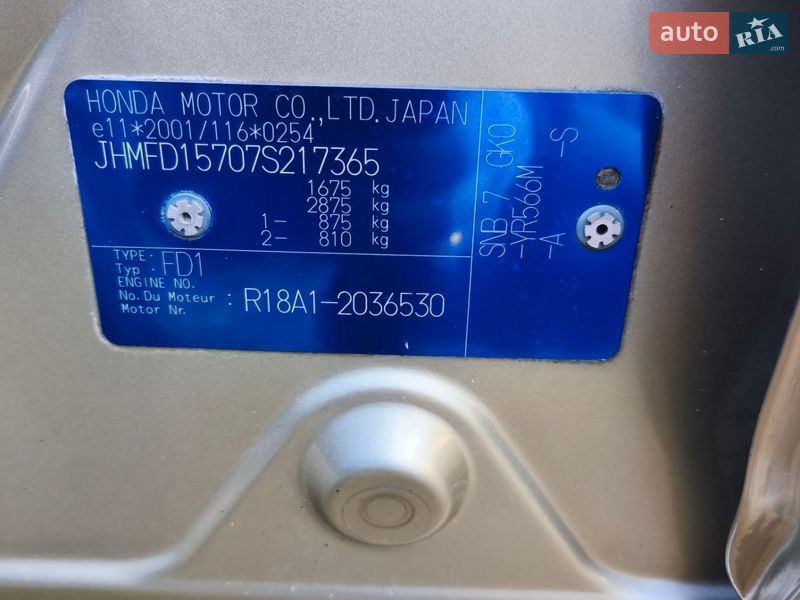 HONDA MOTOR CO.,LTD.JAPAN
e11*2001/116*0254
JHMFD15707S217365
1675 kg
2875 kg
1- 875 kg
2- 810 kg
TYPE:
Typ : FD1
ENGINE NO.
No.Du Moteur : R18A1-2036530
Motor Nr.
SNB 7 GKO
-YR566M -S
-A
auto RIA .com